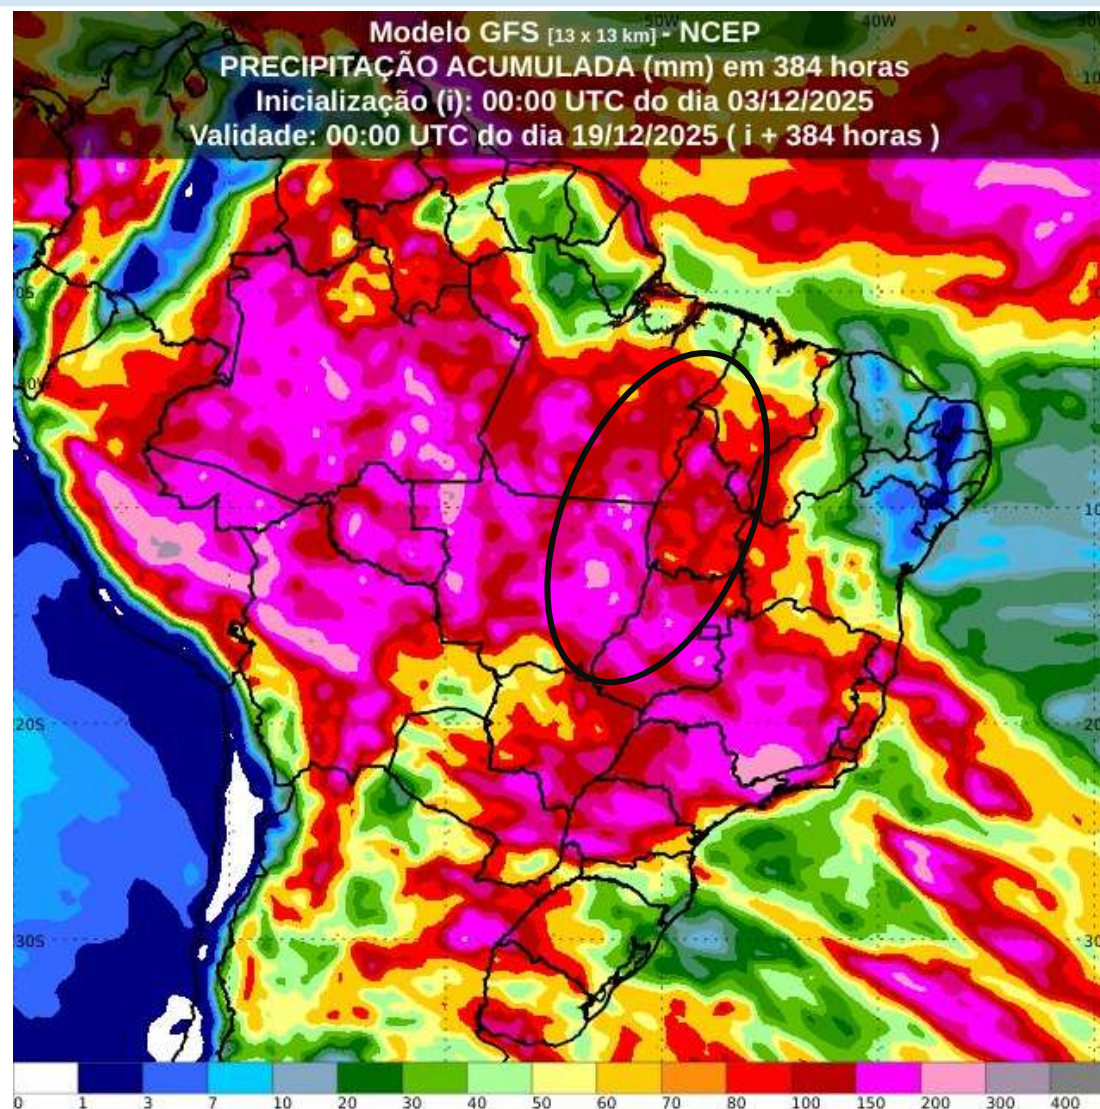 50W 40W
Modelo GFS [13 x 13 km] - NCEP
PRECIPITAÇÃO ACUMULADA (mm) em 384 horas
Inicialização (i): 00:00 UTC do dia 03/12/2025
Validade: 00:00 UTC do dia 19/12/2025 ( i + 384 horas )
10
20S
30S
0 1 3 7 10 20 30 40 50 60 70 80 100 150 200 300 400